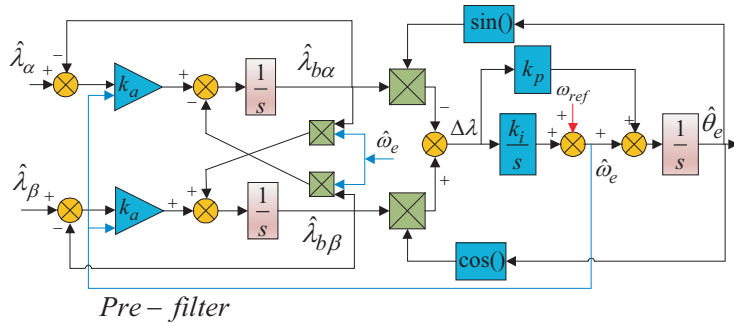 sin()
λ̂α
+
−
ka
+
−
1/s
λ̂bα
kp
ωref
−
Δλ
ki/s
+
+
+
+
1/s
θ̂e
ω̂e
ω̂e
λ̂β
+
−
ka
+
+
1/s
λ̂bβ
+
cos()
Pre − filter